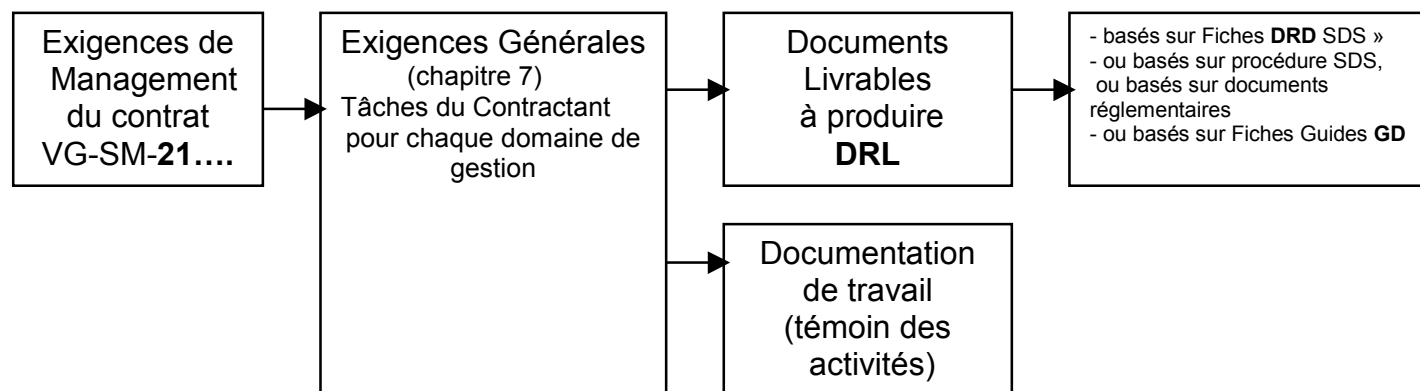 Exigences de
Management
du contrat
VG-SM-21....
Exigences Générales
(chapitre 7)
Tâches du Contractant
pour chaque domaine de
gestion
Documents
Livrables
à produire
DRL
- basés sur Fiches DRD SDS »
- ou basés sur procédure SDS,
ou basés sur documents
réglementaires
- ou basés sur Fiches Guides GD
Documentation
de travail
(témoin des
activités)